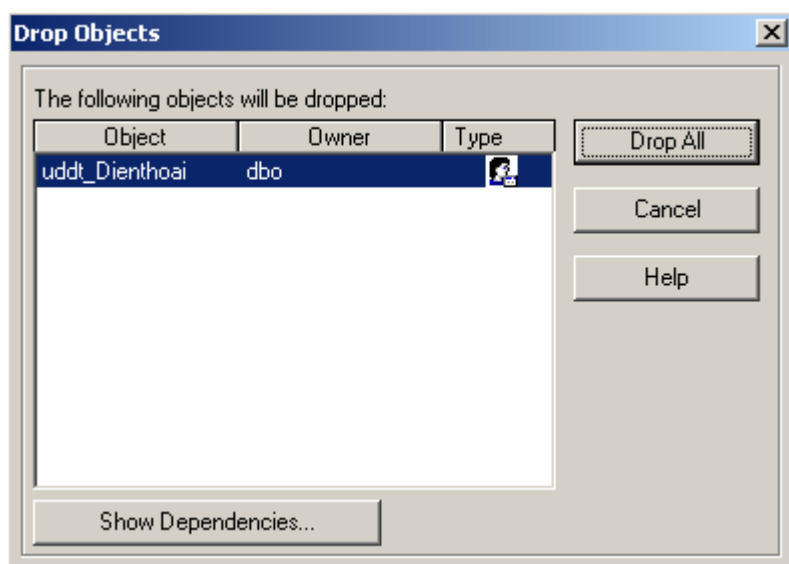 Drop Objects
The following objects will be dropped:
Object Owner Type
uddt_Dienthoai dbo
Drop All
Cancel
Help
Show Dependencies...